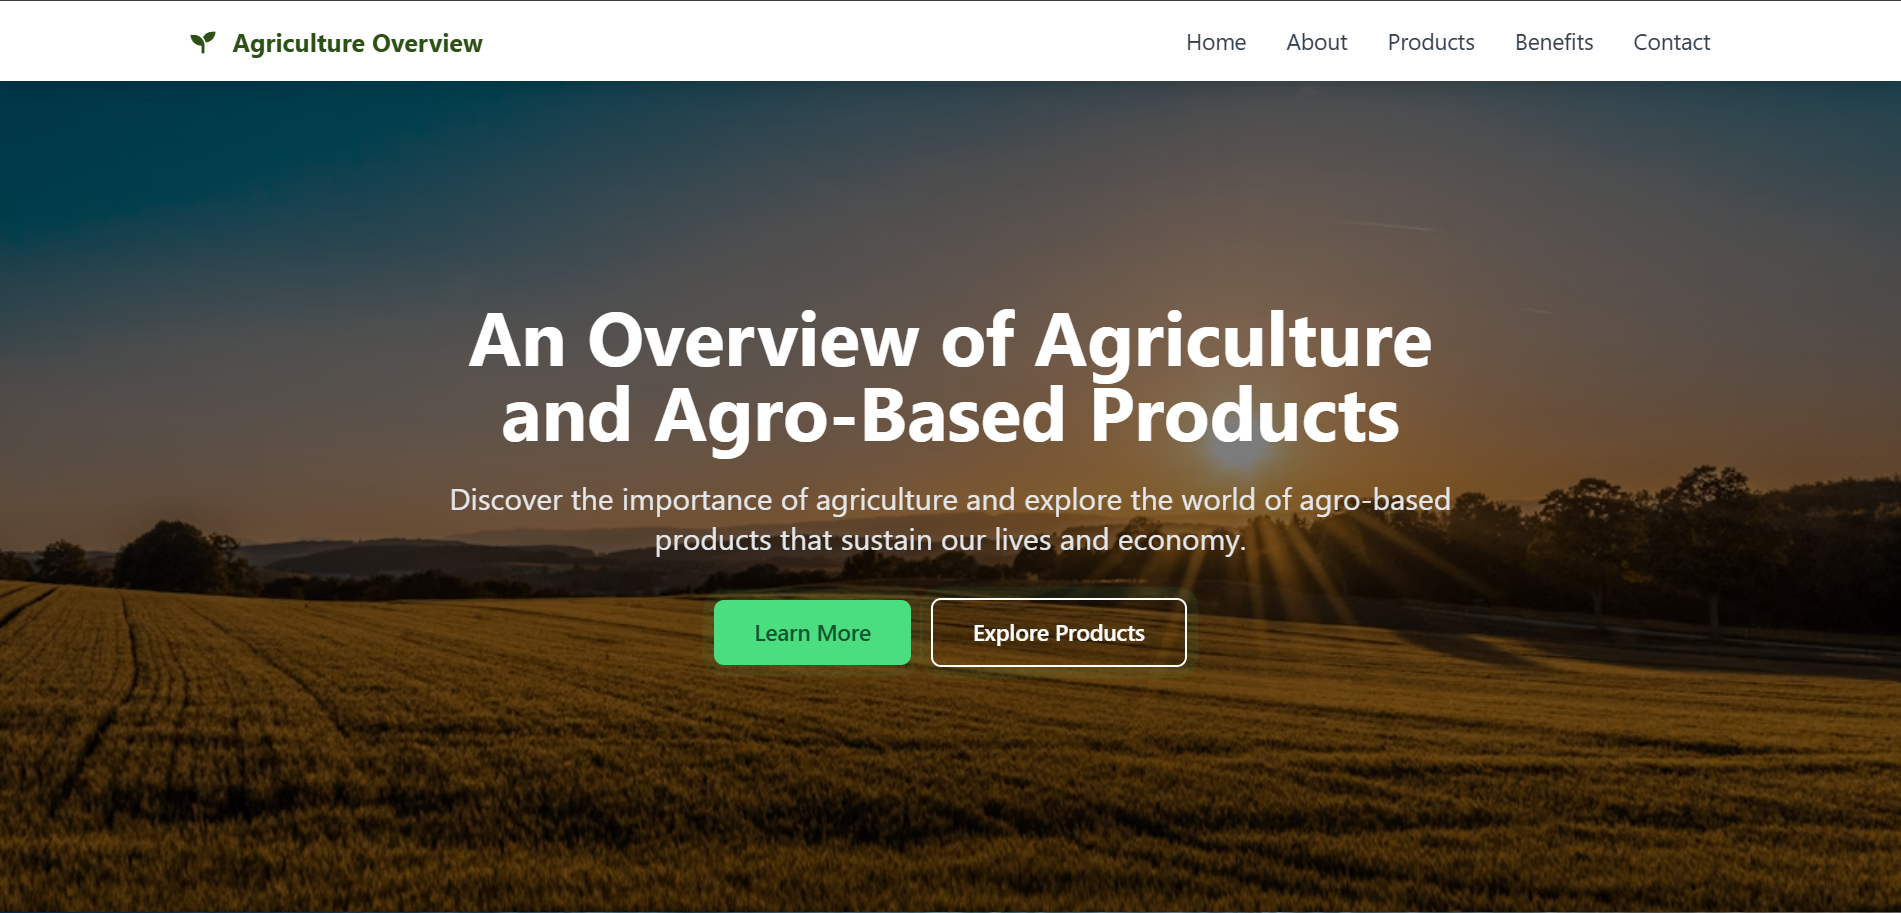 Agriculture Overview
Home
About
Products
Benefits
Contact
An Overview of Agriculture
and Agro-Based Products
Discover the importance of agriculture and explore the world of agro-based
products that sustain our lives and economy.
Learn More
Explore Products